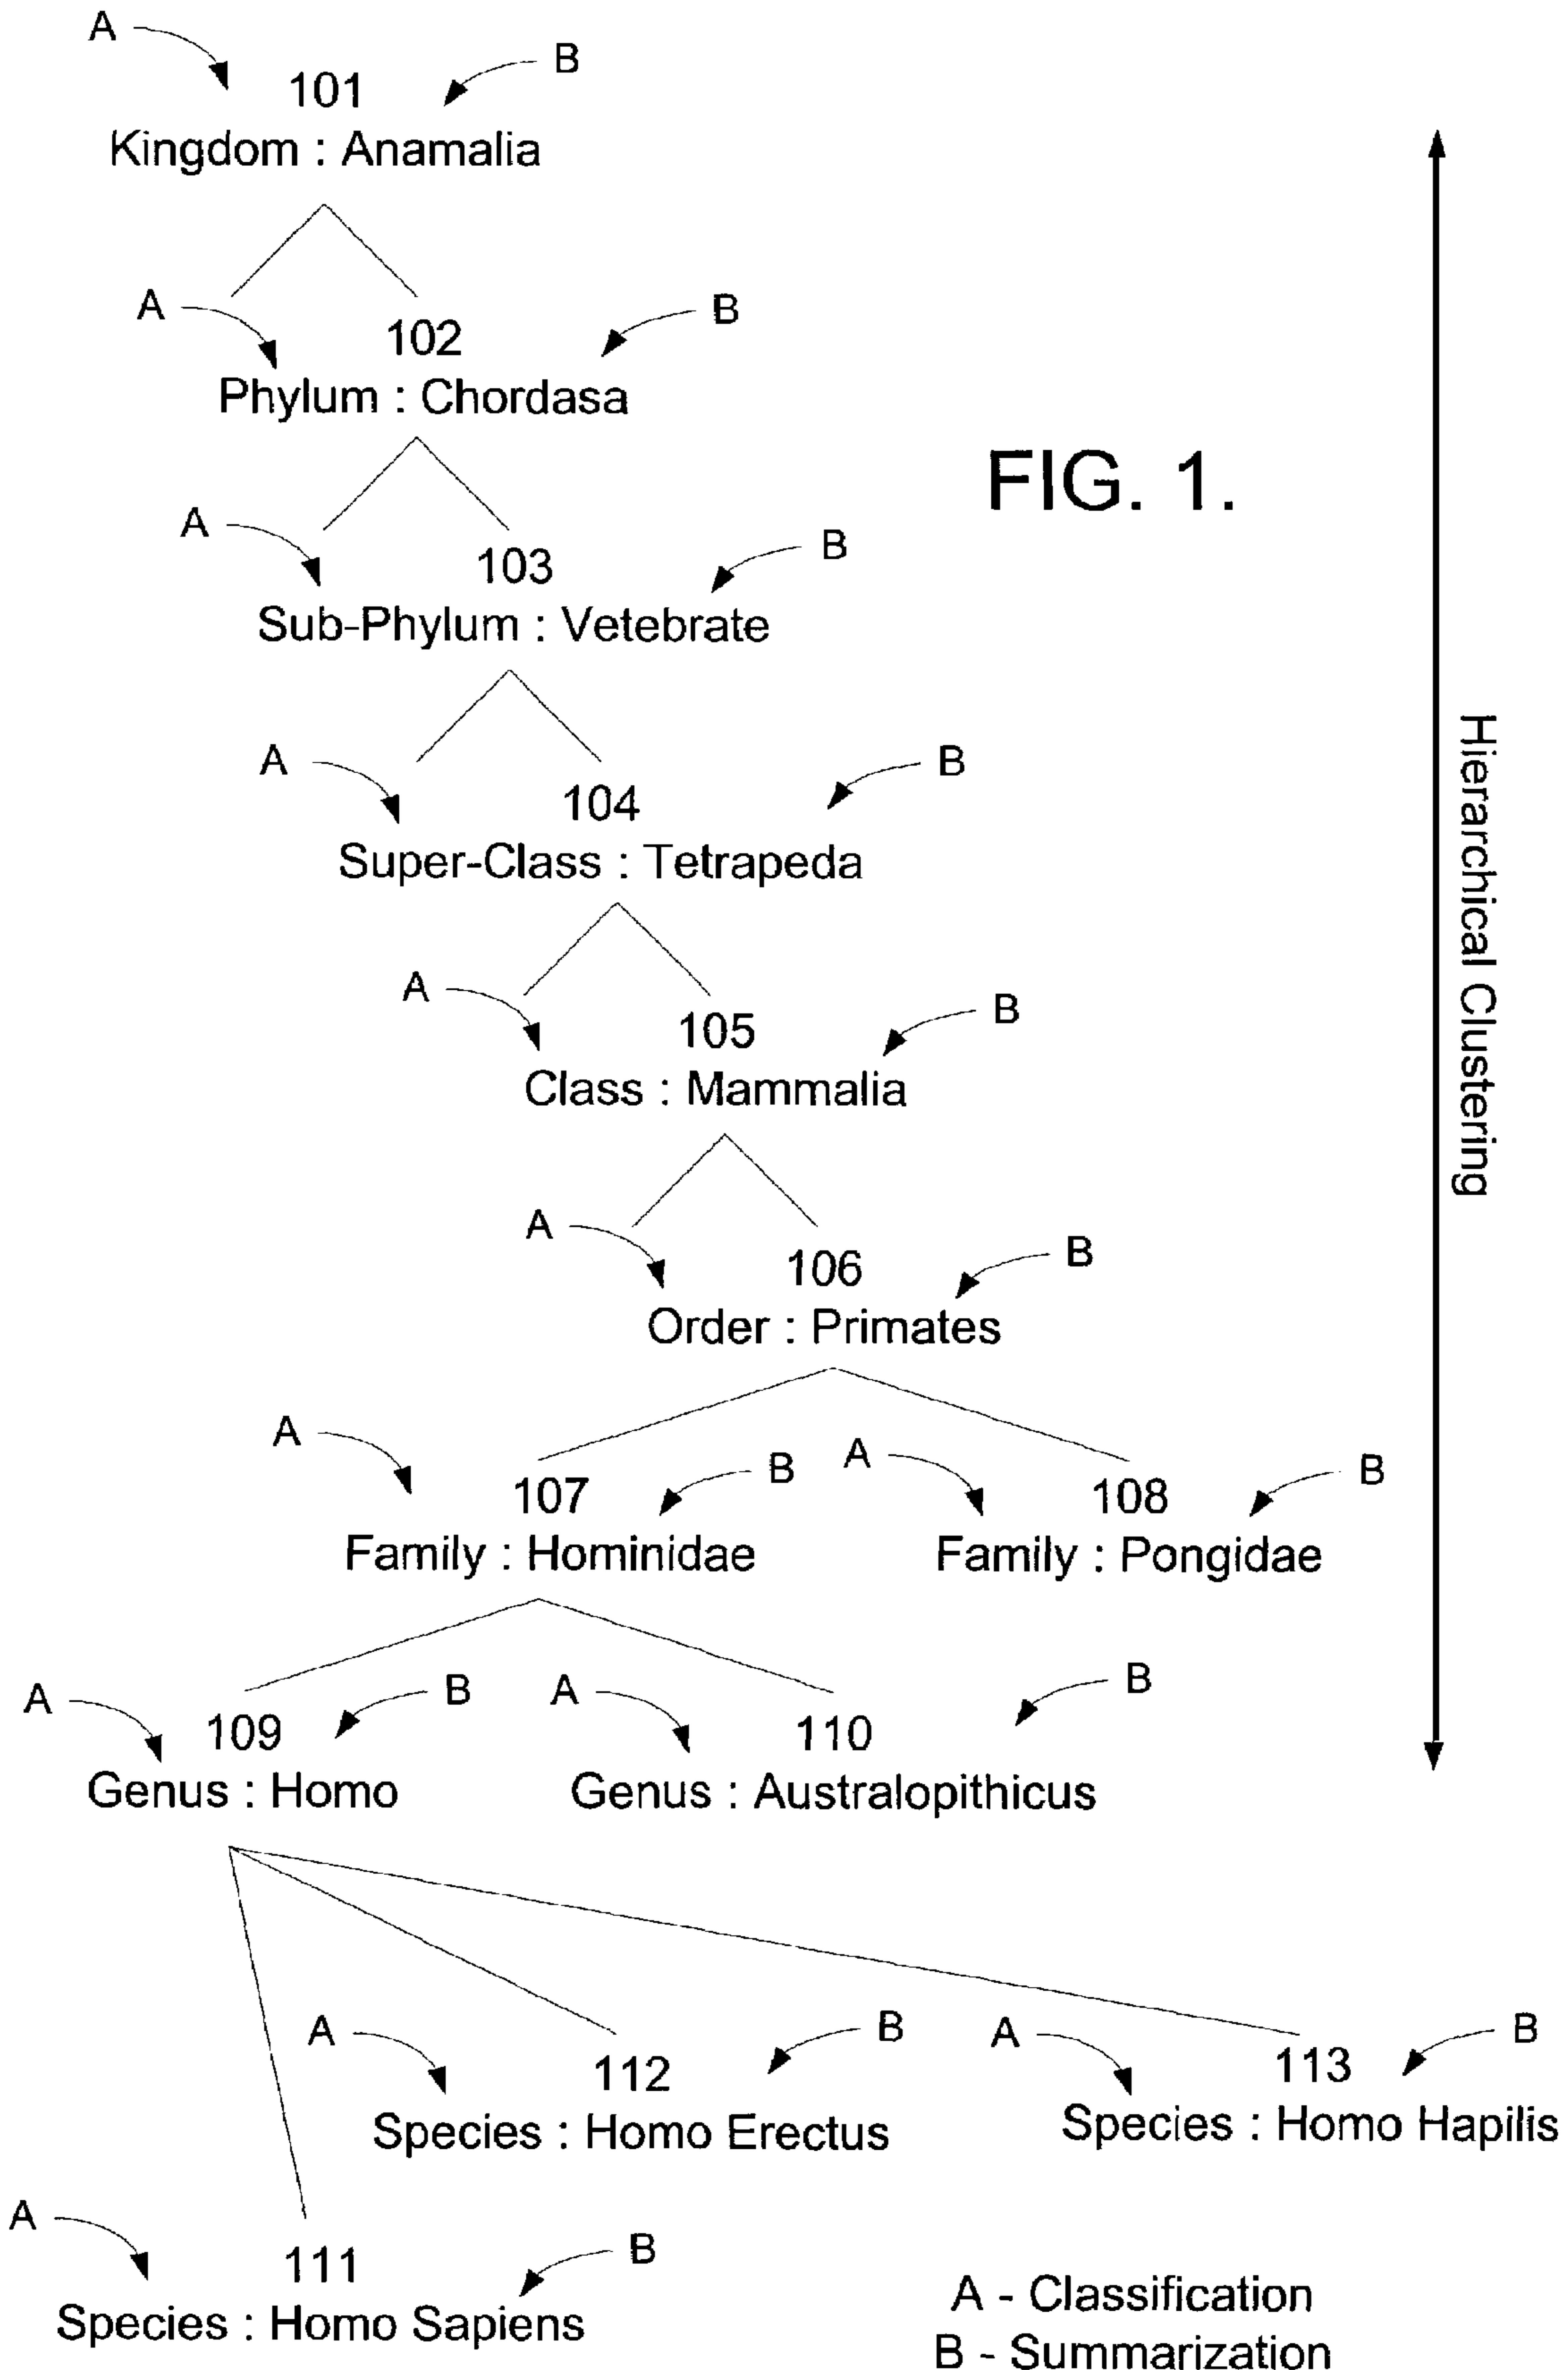 A
B
101
Kingdom : Anamalia
A
B
102
Phylum : Chordasa
FIG. 1.
A
B
103
Sub-Phylum : Vetebrate
A
B
104
Super-Class : Tetrapeda
A
B
105
Class : Mammalia
Hierarchical Clustering
A
B
106
Order : Primates
A
B
107
Family : Hominidae
A
B
108
Family : Pongidae
A
B
109
Genus : Homo
A
B
110
Genus : Australopithicus
A
B
112
Species : Homo Erectus
A
B
113
Species : Homo Hapilis
A
B
111
Species : Homo Sapiens
A - Classification
B - Summarization